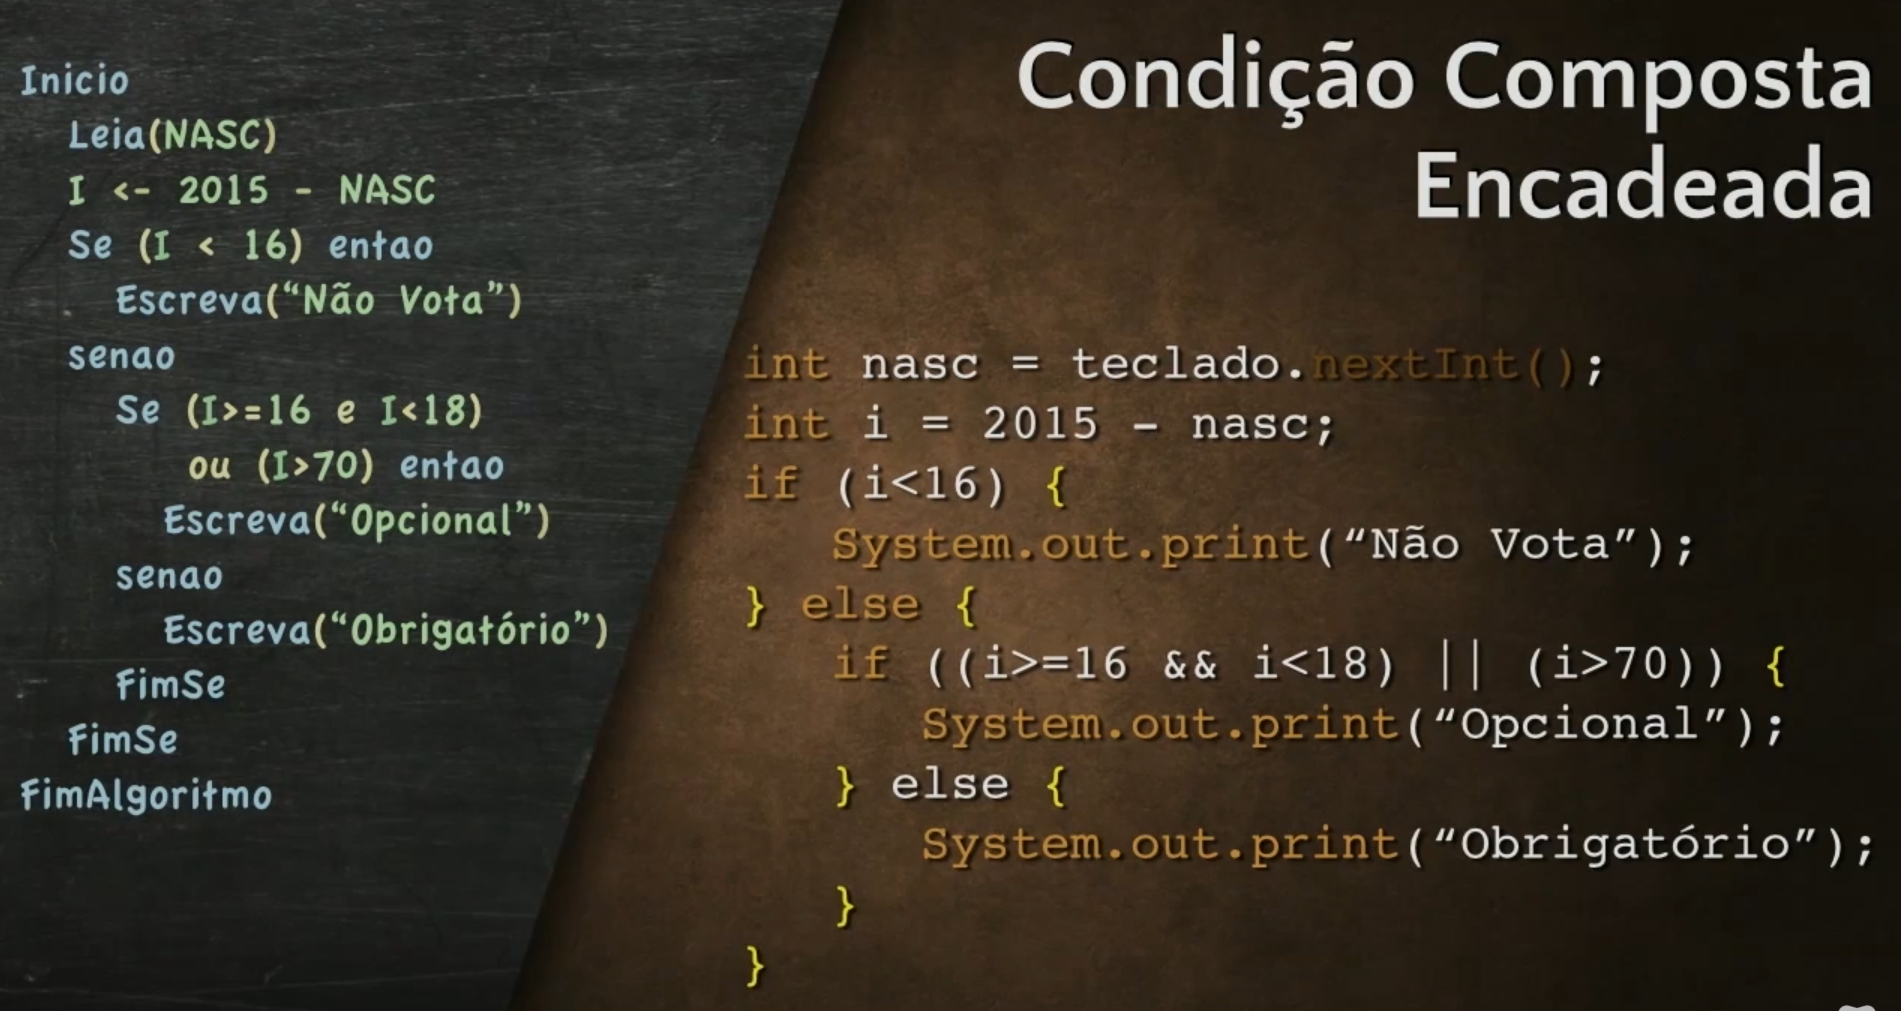 Inicio
Leia(NASC)
I <- 2015 - NASC
Se (I < 16) entao
Escreva(“Não Vota”)
senao
Se (I>=16 e I<18)
ou (I>70) entao
Escreva(“Opcional”)
senao
Escreva(“Obrigatório”)
FimSe
FimSe
FimAlgoritmo
Condição Composta
Encadeada
int nasc = teclado.nextInt();
int i = 2015 - nasc;
if (i<16) {
System.out.print(“Não Vota”);
} else {
if ((i>=16 && i<18) || (i>70)) {
System.out.print(“Opcional”);
} else {
System.out.print(“Obrigatório”);
}
}